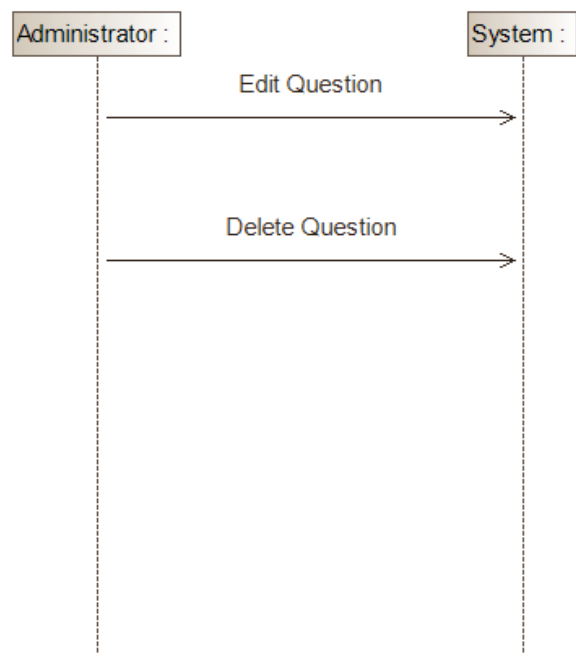 Administrator :
System :
Edit Question
Delete Question